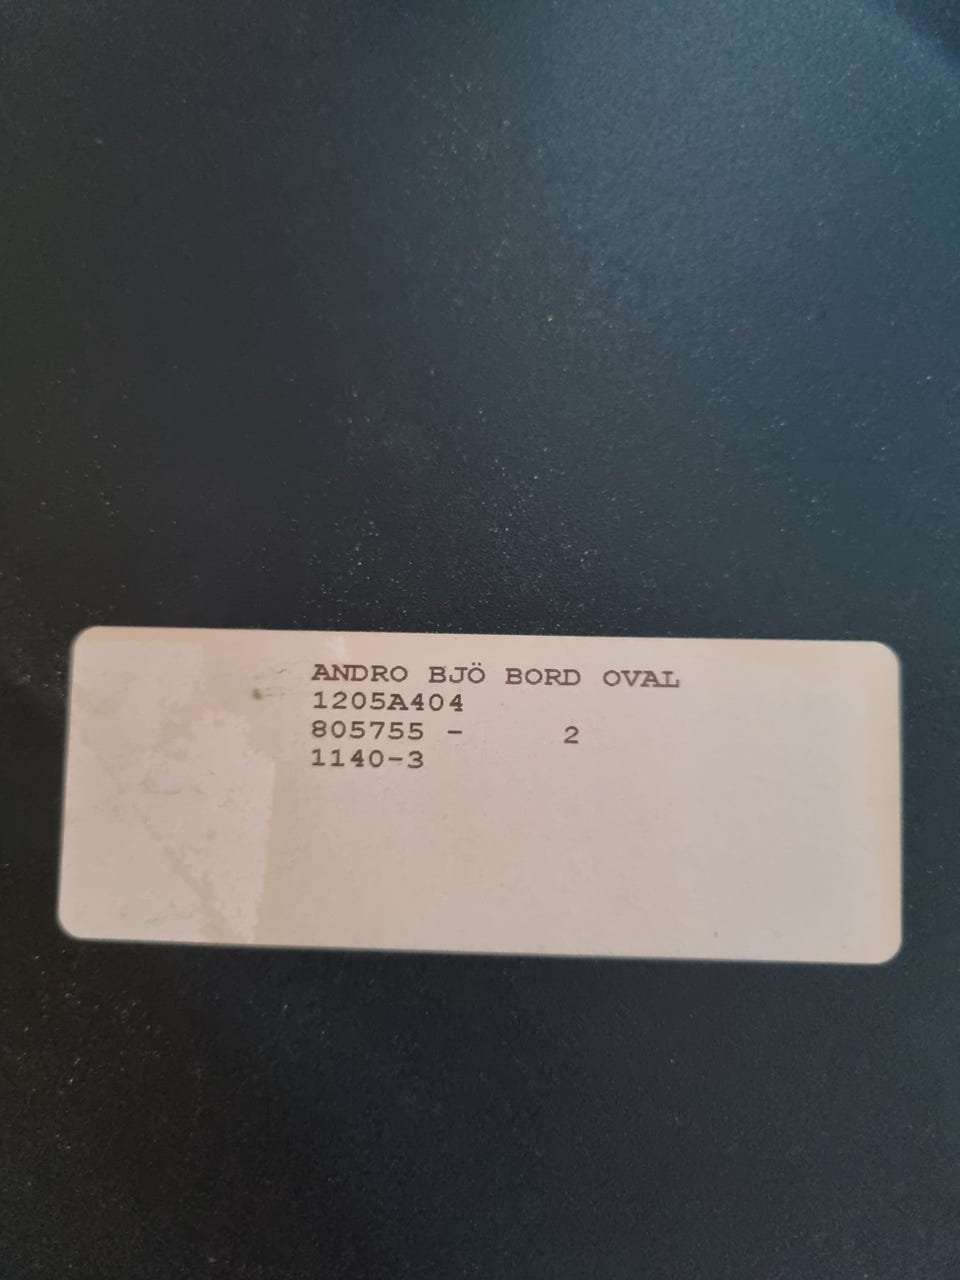 ANDRO BJÖ BORD OVAL
1205A404
805755 - 2
1140-3